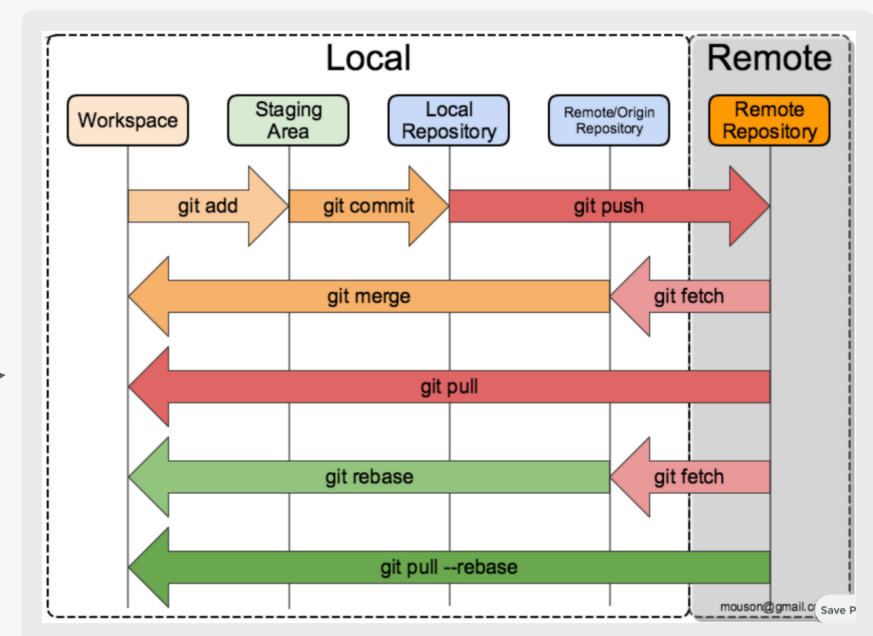 Local
Remote
Workspace
Staging
Area
Local
Repository
Remote/Origin
Repository
Remote
Repository
git add
git commit
git push
git merge
git fetch
git pull
git rebase
git fetch
git pull --rebase
mouson@gmail.c
Save P